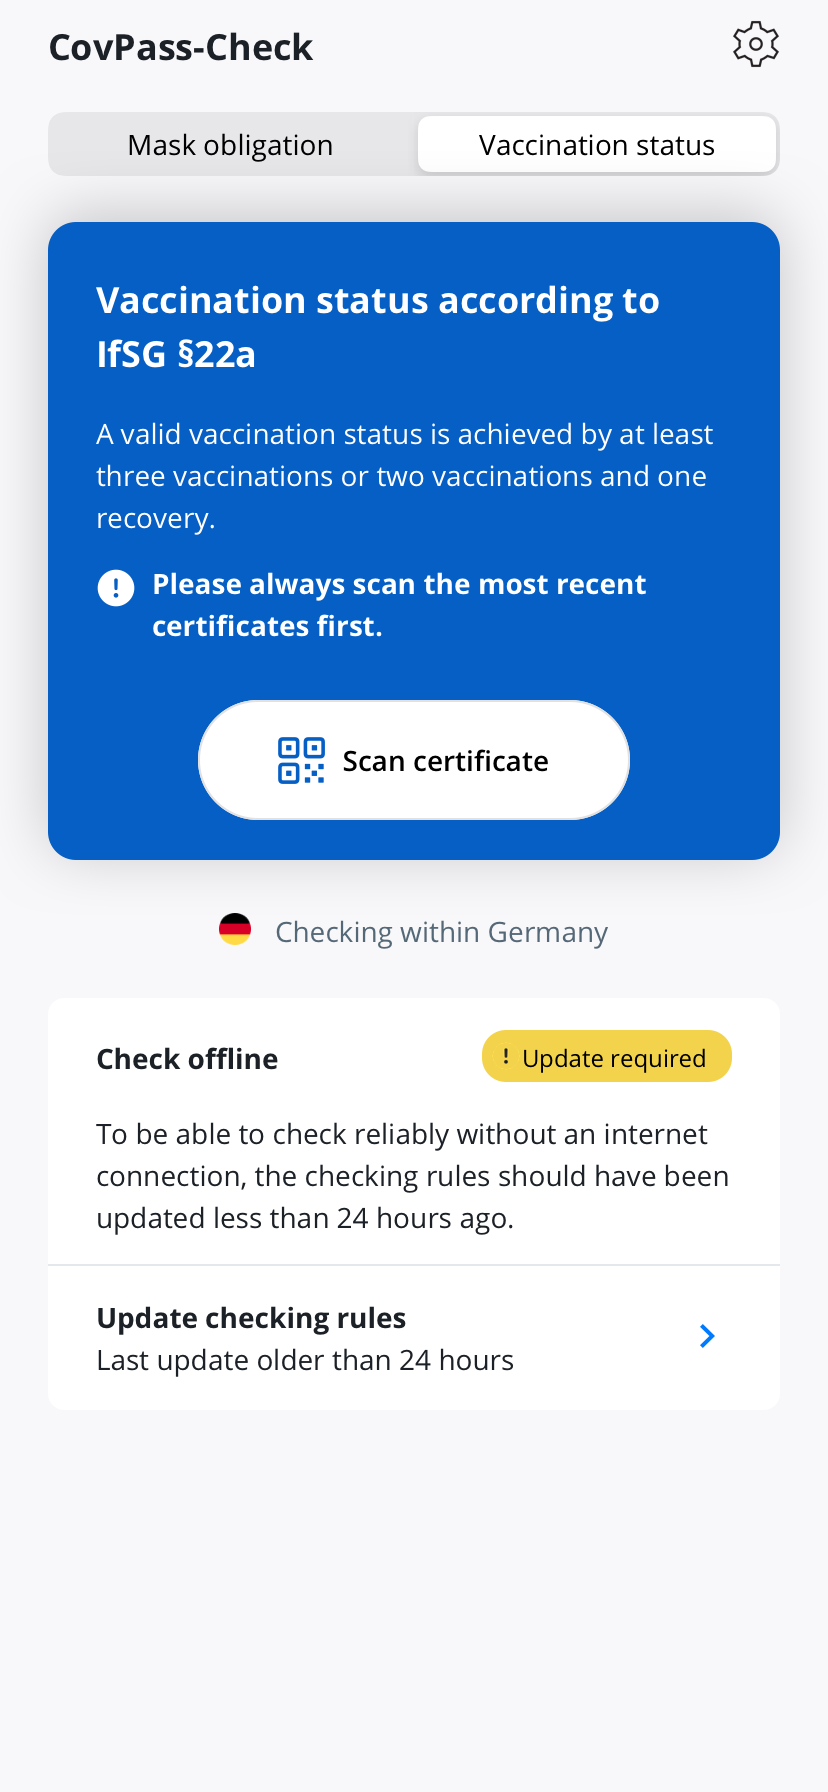 CovPass-Check
Mask obligation
Vaccination status
Vaccination status according to
IfSG §22a
A valid vaccination status is achieved by at least
three vaccinations or two vaccinations and one
recovery.
Please always scan the most recent
certificates first.
Scan certificate
Checking within Germany
Check offline
! Update required
To be able to check reliably without an internet
connection, the checking rules should have been
updated less than 24 hours ago.
Update checking rules
Last update older than 24 hours